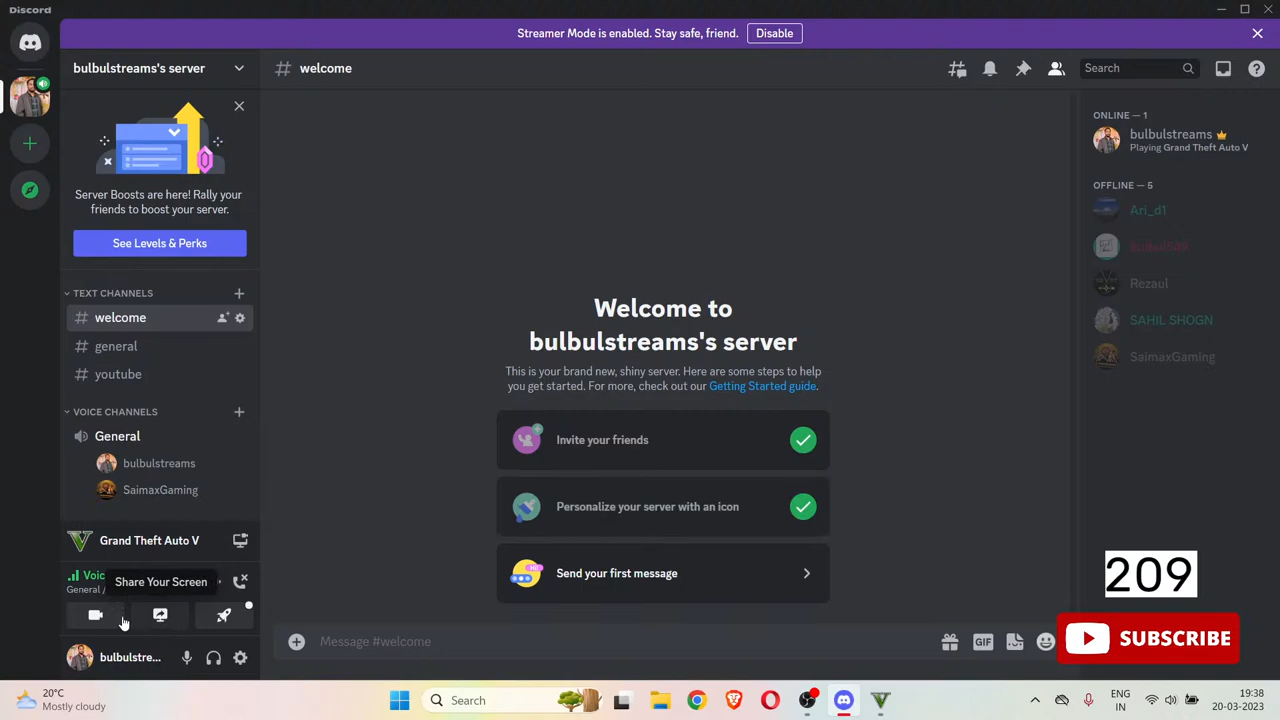 Discord
Streamer Mode is enabled. Stay safe, friend.
Disable
bulbulstreams's server
welcome
Search
Server Boosts are here! Rally your
friends to boost your server.
See Levels & Perks
TEXT CHANNELS
welcome
general
youtube
VOICE CHANNELS
General
bulbulstreams
SaimaxGaming
Grand Theft Auto V
Voic
Share Your Screen
General /
bulbulstre...
Welcome to
bulbulstreams's server
This is your brand new, shiny server. Here are some steps to help
you get started. For more, check out our Getting Started guide.
Invite your friends
Personalize your server with an icon
Send your first message
Message #welcome
GIF
ONLINE — 1
bulbulstreams
Playing Grand Theft Auto V
OFFLINE — 5
Ari_d1
Rezaul
SAHIL SHOGN
SaimaxGaming
209
SUBSCRIBE
20°C
Mostly cloudy
Search
ENG
IN
19:38
20-03-2023